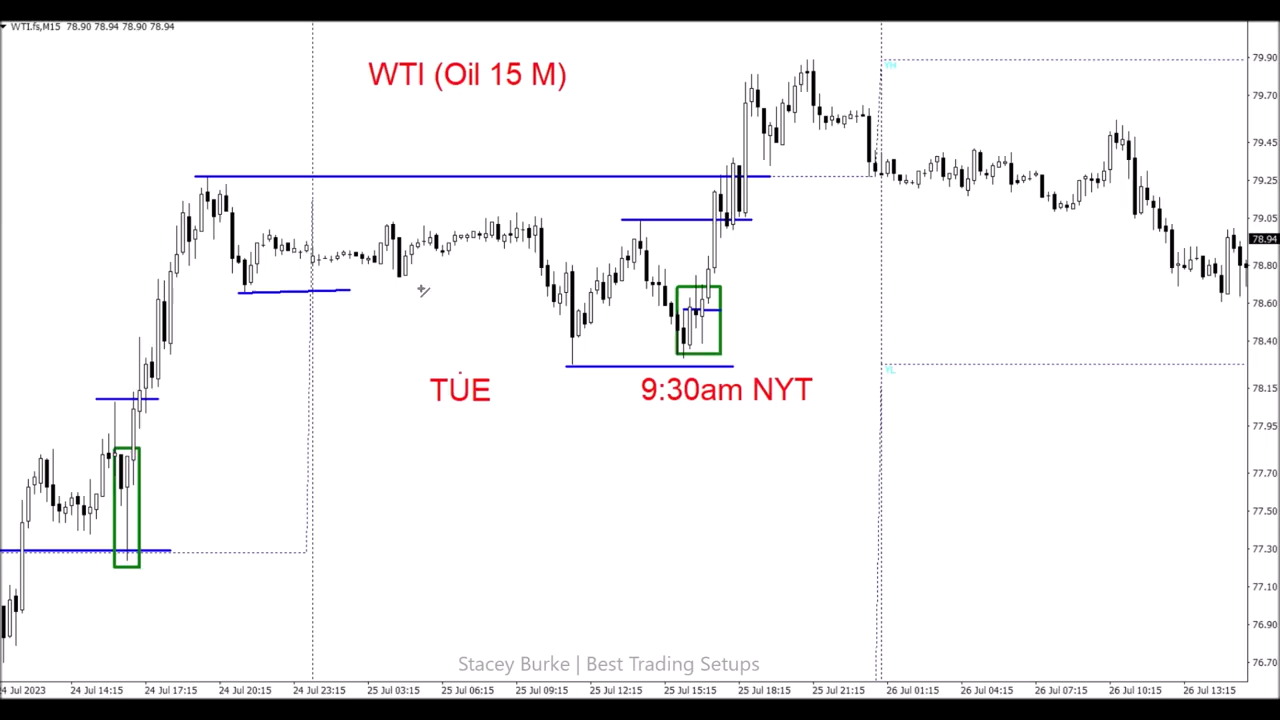 WTI.fs,M15 78.90 78.94 78.90 78.94
WTI (Oil 15 M)
YH
79.90
79.70
79.45
79.25
79.05
78.94
78.80
78.60
78.40
78.15
77.95
77.70
77.50
77.30
77.10
76.90
76.70
YL
TUE
9:30am NYT
Stacey Burke | Best Trading Setups
4 Jul 2023
24 Jul 14:15
24 Jul 17:15
24 Jul 20:15
24 Jul 23:15
25 Jul 03:15
25 Jul 06:15
25 Jul 09:15
25 Jul 12:15
25 Jul 15:15
25 Jul 18:15
25 Jul 21:15
26 Jul 01:15
26 Jul 04:15
26 Jul 07:15
26 Jul 10:15
26 Jul 13:15